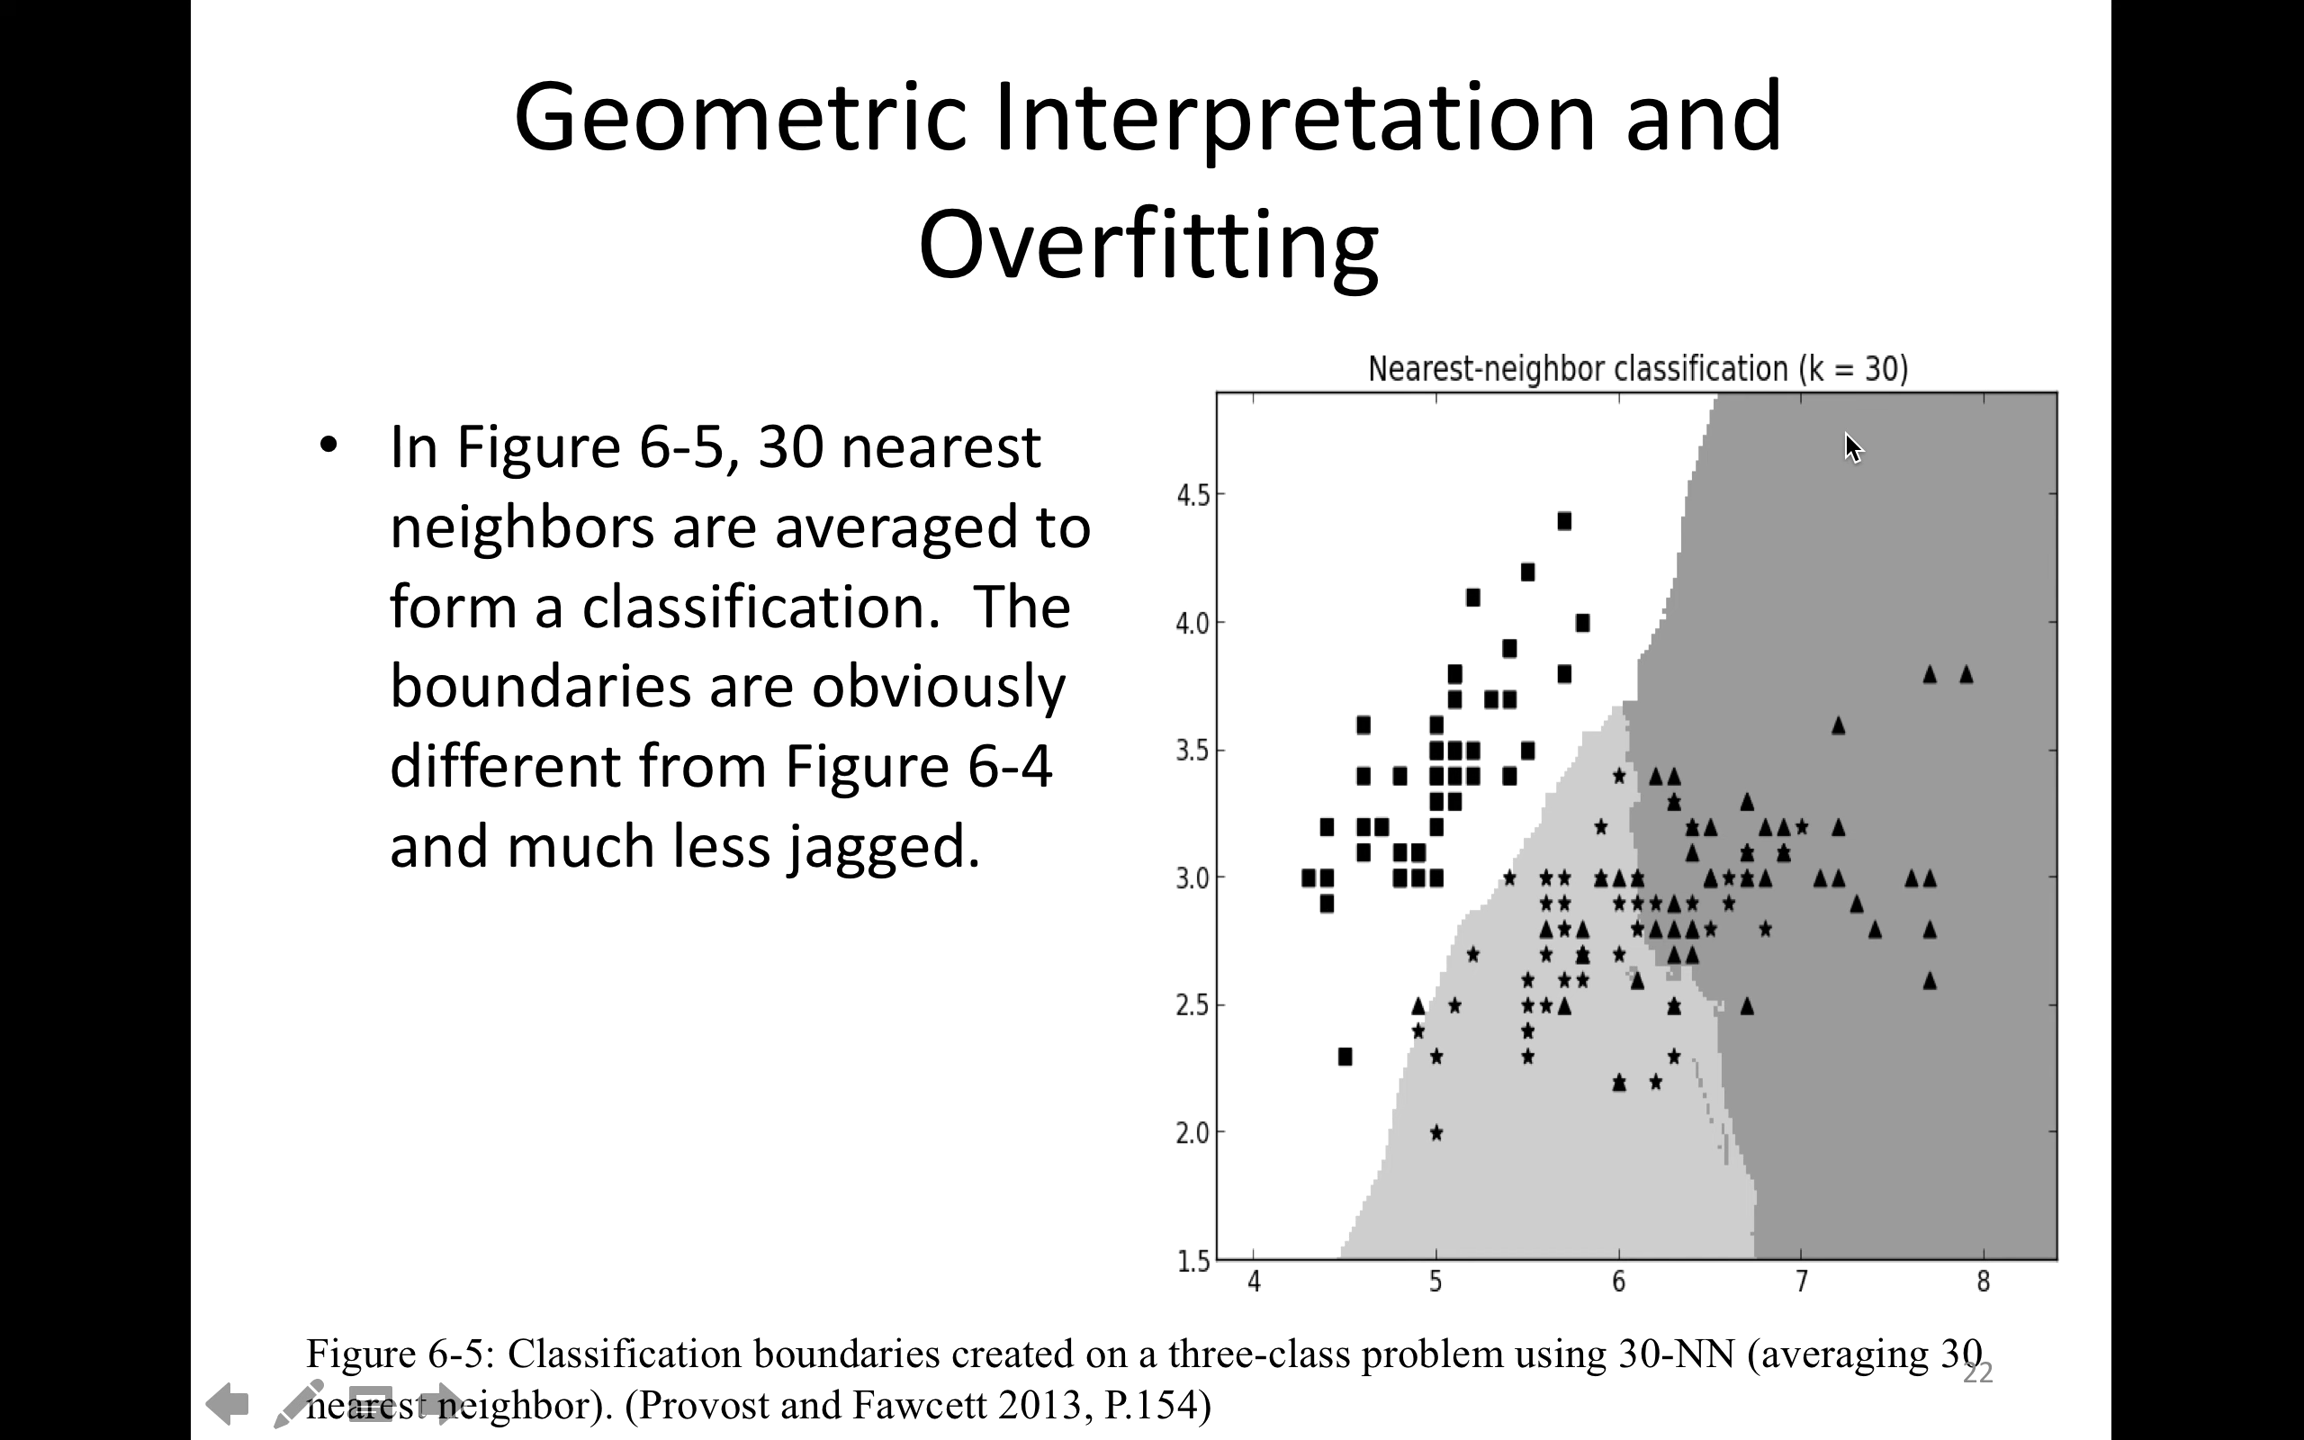 Geometric Interpretation and
Overfitting
• In Figure 6-5, 30 nearest
neighbors are averaged to
form a classification.  The
boundaries are obviously
different from Figure 6-4
and much less jagged.
Nearest-neighbor classification (k = 30)
4.5
4.0
3.5
3.0
2.5
2.0
1.5
4 5 6 7 8
Figure 6-5: Classification boundaries created on a three-class problem using 30-NN (averaging 30
nearest neighbor). (Provost and Fawcett 2013, P.154)
22